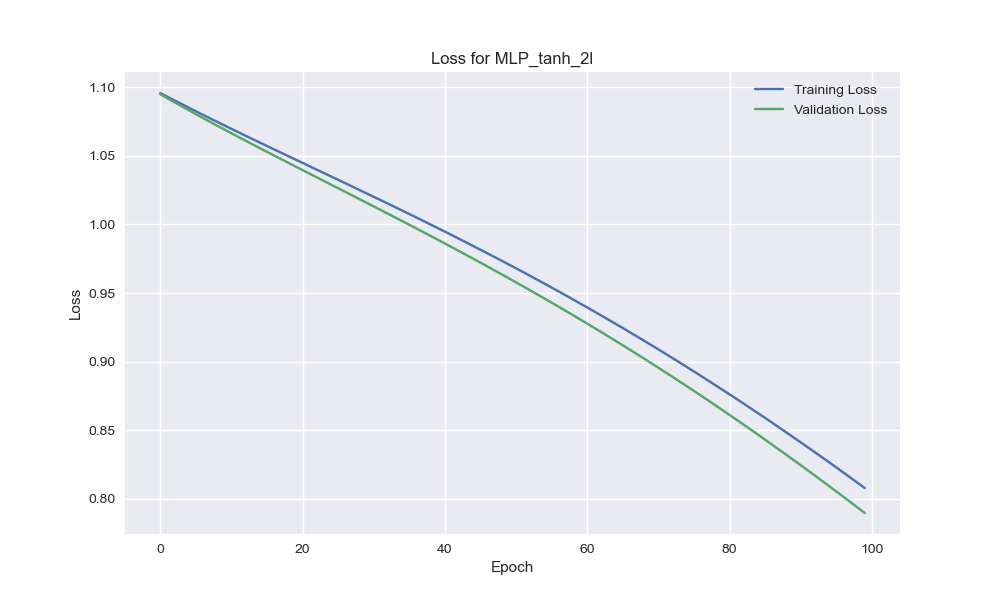 Loss for MLP_tanh_2l
Training Loss
Validation Loss
1.10
1.05
1.00
0.95
0.90
0.85
0.80
Loss
0 20 40 60 80 100
Epoch